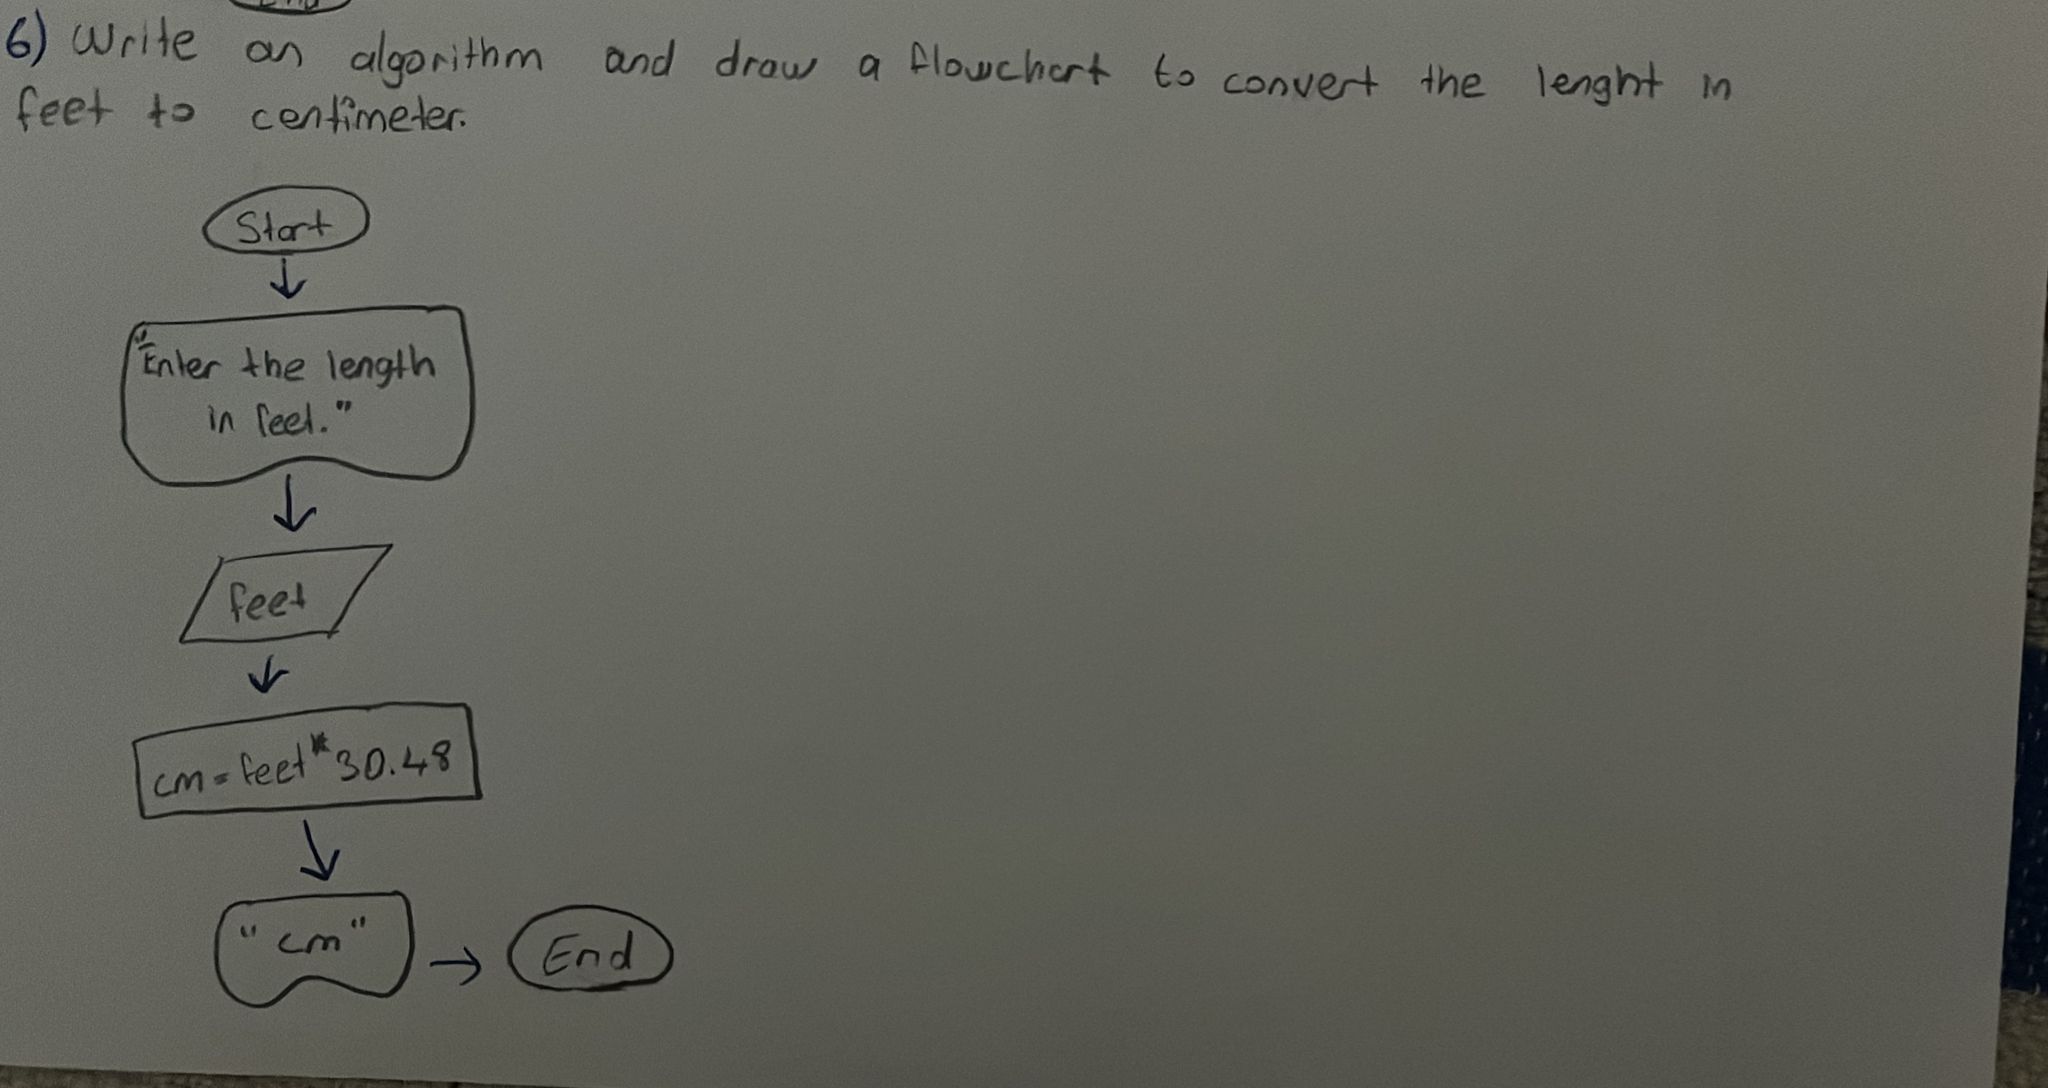 6) Write an algorithm and draw a flowchart to convert the lenght in
feet to centimeter.
Start
"Enter the length
in feet."
feet
cm = feet * 30.48
"cm"
End